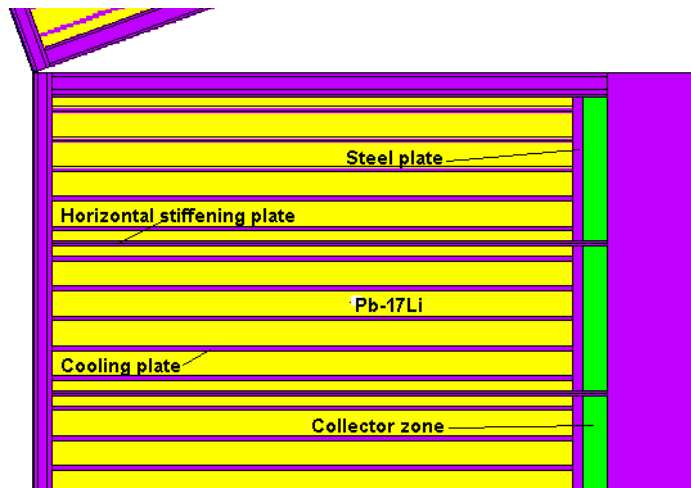 Steel plate
Horizontal stiffening plate
Pb-17Li
Cooling plate
Collector zone